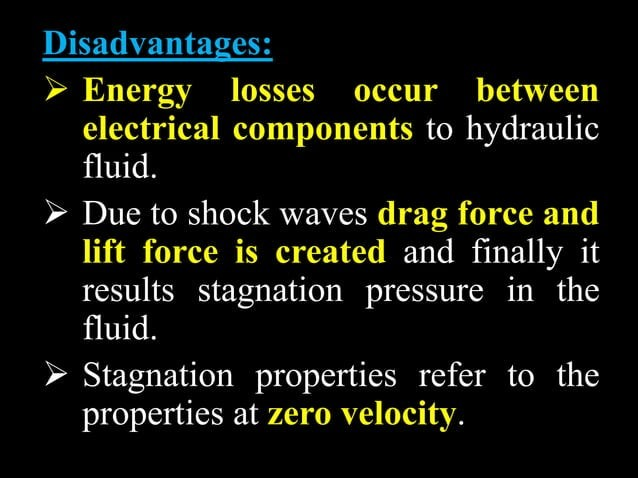 Disadvantages:
➢ Energy losses occur between
electrical components to hydraulic
fluid.
➢ Due to shock waves drag force and
lift force is created and finally it
results stagnation pressure in the
fluid.
➢ Stagnation properties refer to the
properties at zero velocity.